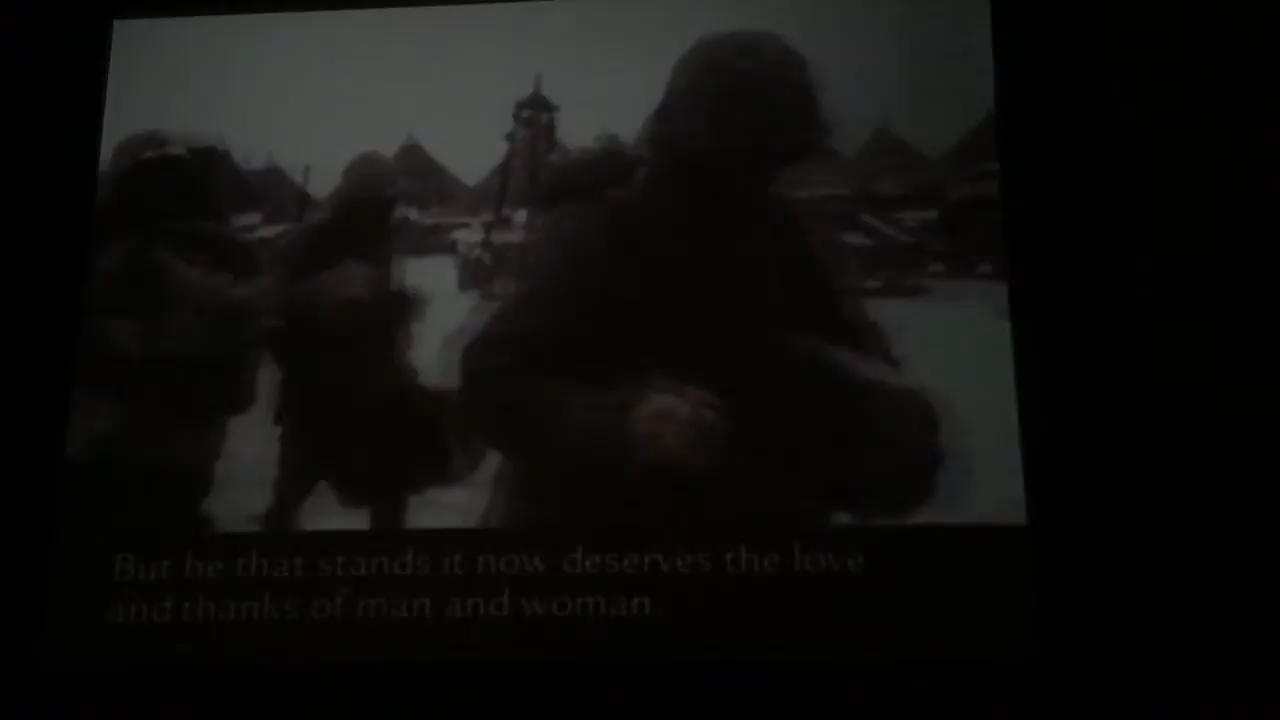 But he that stands it now deserves the love
and thanks of man and woman.